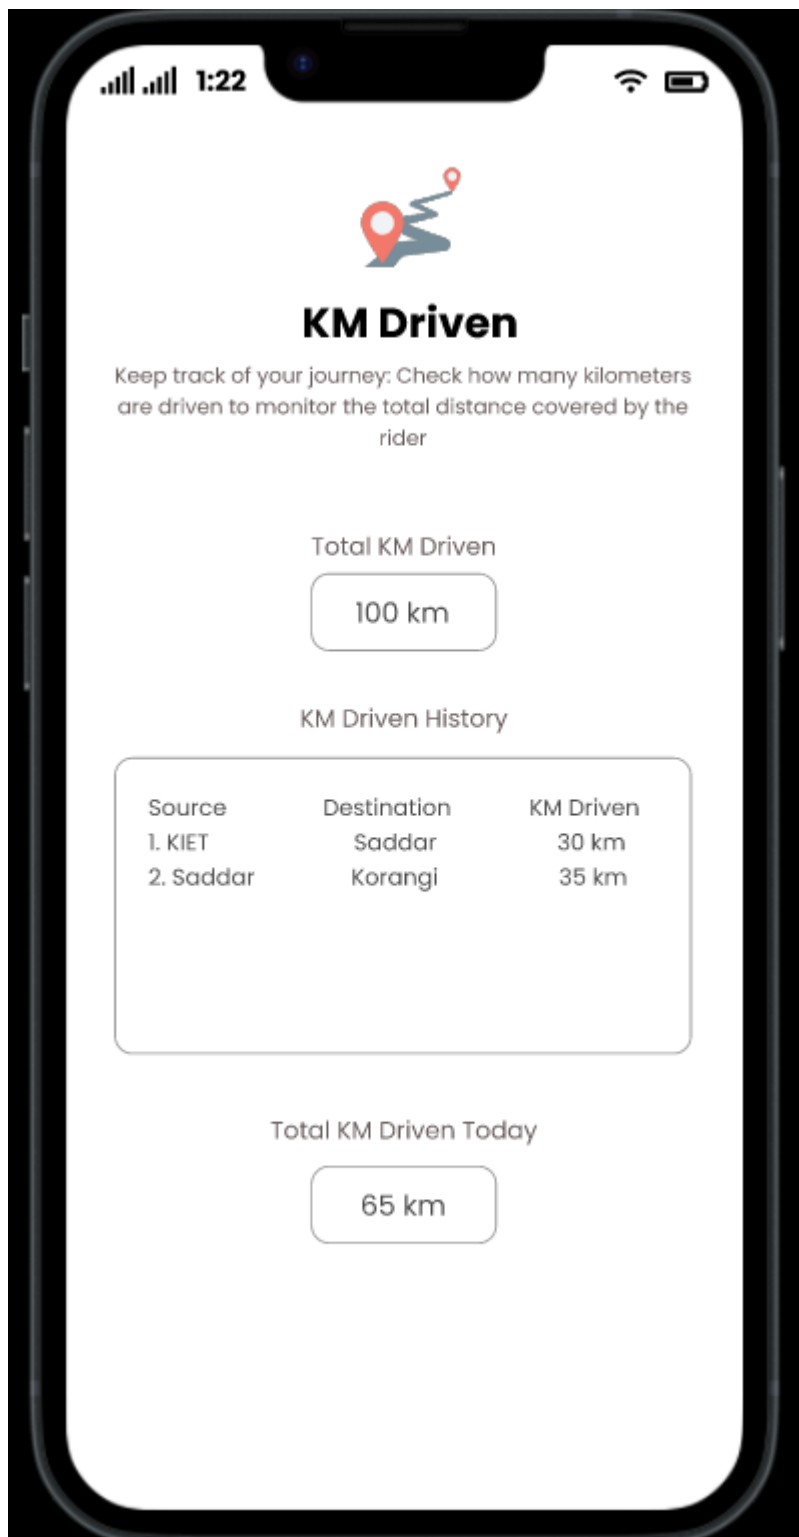 1:22
KM Driven
Keep track of your journey: Check how many kilometers
are driven to monitor the total distance covered by the
rider
Total KM Driven
100 km
KM Driven History
Source Destination KM Driven
1. KIET Saddar 30 km
2. Saddar Korangi 35 km
Total KM Driven Today
65 km